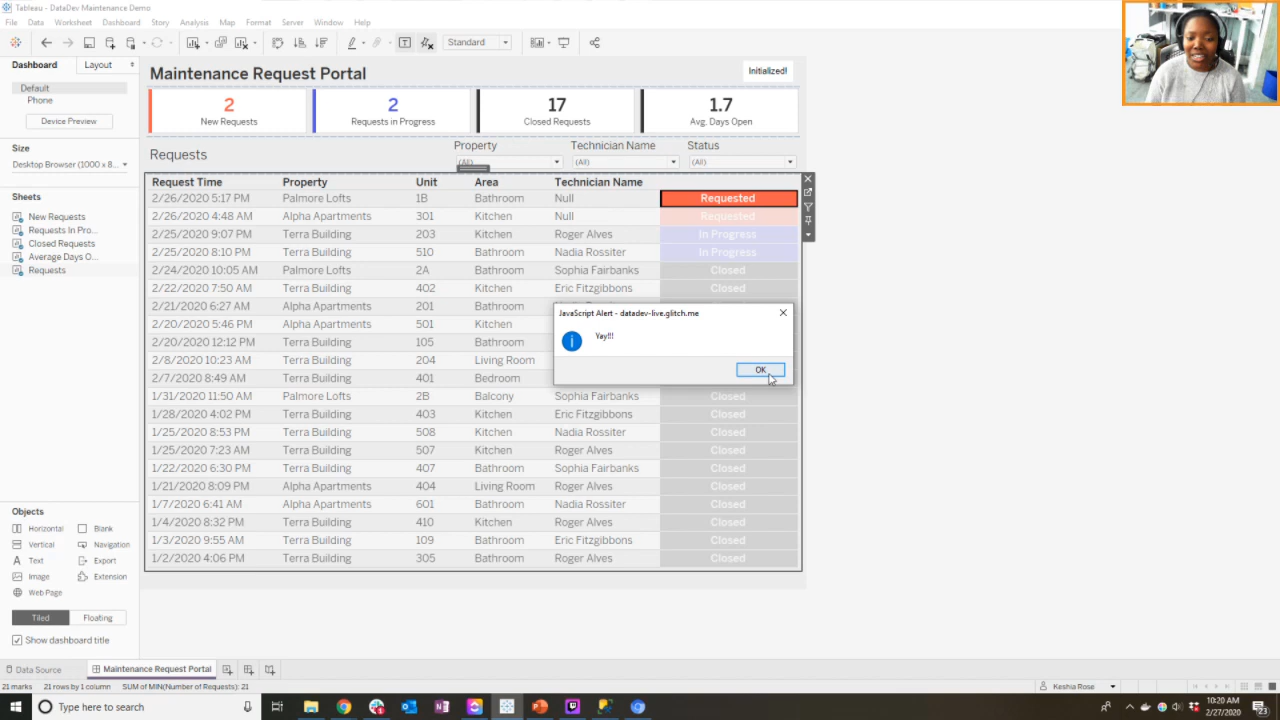 Tableau - DataDev Maintenance Demo
File Data Worksheet Dashboard Story Analysis Map Format Server Window Help
Standard
Dashboard Layout
Default
Phone
Device Preview
Size
Desktop Browser (1000 x 8...
Sheets
New Requests
Requests In Pro...
Closed Requests
Average Days O...
Requests
Objects
Horizontal Blank
Vertical Navigation
Text Export
Image Extension
Web Page
Tiled Floating
Show dashboard title
Maintenance Request Portal
Initialized!
2 2 17 1.7
New Requests Requests in Progress Closed Requests Avg. Days Open
Requests
Property Technician Name Status
(All) (All) (All)
Request Time Property Unit Area Technician Name
2/26/2020 5:17 PM Palmore Lofts 1B Bathroom Null Requested
2/26/2020 4:48 AM Alpha Apartments 301 Kitchen Null Requested
2/25/2020 9:07 PM Terra Building 203 Kitchen Roger Alves In Progress
2/25/2020 8:10 PM Terra Building 510 Bathroom Nadia Rossiter In Progress
2/24/2020 10:05 AM Palmore Lofts 2A Bathroom Sophia Fairbanks Closed
2/22/2020 7:50 AM Terra Building 402 Kitchen Eric Fitzgibbons Closed
2/21/2020 6:27 AM Alpha Apartments 201 Bathroom
2/20/2020 5:46 PM Alpha Apartments 501 Kitchen
2/20/2020 12:12 PM Terra Building 105 Bathroom
2/8/2020 10:23 AM Terra Building 204 Living Room
2/7/2020 8:49 AM Terra Building 401 Bedroom
1/31/2020 11:50 AM Palmore Lofts 2B Balcony Sophia Fairbanks Closed
1/28/2020 4:02 PM Terra Building 403 Kitchen Eric Fitzgibbons Closed
1/25/2020 8:53 PM Terra Building 508 Kitchen Nadia Rossiter Closed
1/25/2020 7:23 AM Terra Building 507 Kitchen Roger Alves Closed
1/22/2020 6:30 PM Terra Building 407 Bathroom Sophia Fairbanks Closed
1/21/2020 8:09 PM Alpha Apartments 404 Living Room Roger Alves Closed
1/7/2020 6:41 AM Alpha Apartments 601 Bathroom Nadia Rossiter Closed
1/4/2020 8:32 PM Terra Building 410 Kitchen Roger Alves Closed
1/3/2020 9:55 AM Terra Building 109 Bathroom Eric Fitzgibbons Closed
1/2/2020 4:06 PM Terra Building 305 Bathroom Roger Alves Closed
JavaScript Alert - datadev-live.glitch.me
Yay!!!
OK
Data Source Maintenance Request Portal
21 marks 21 rows by 1 column SUM of MIN(Number of Requests): 21
Keshia Rose
Type here to search
10:20 AM
2/27/2020
23